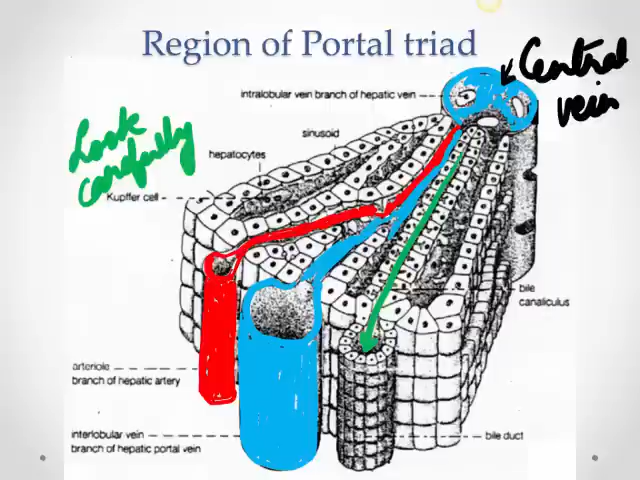 Region of Portal triad
Central
vein
intralobular vein branch of hepatic vein
Look
carefully
sinusoid
hepatocytes
Kupffer cell
bile
canaliculus
arteriole
branch of hepatic artery
interlobular vein
branch of hepatic portal vein
bile duct